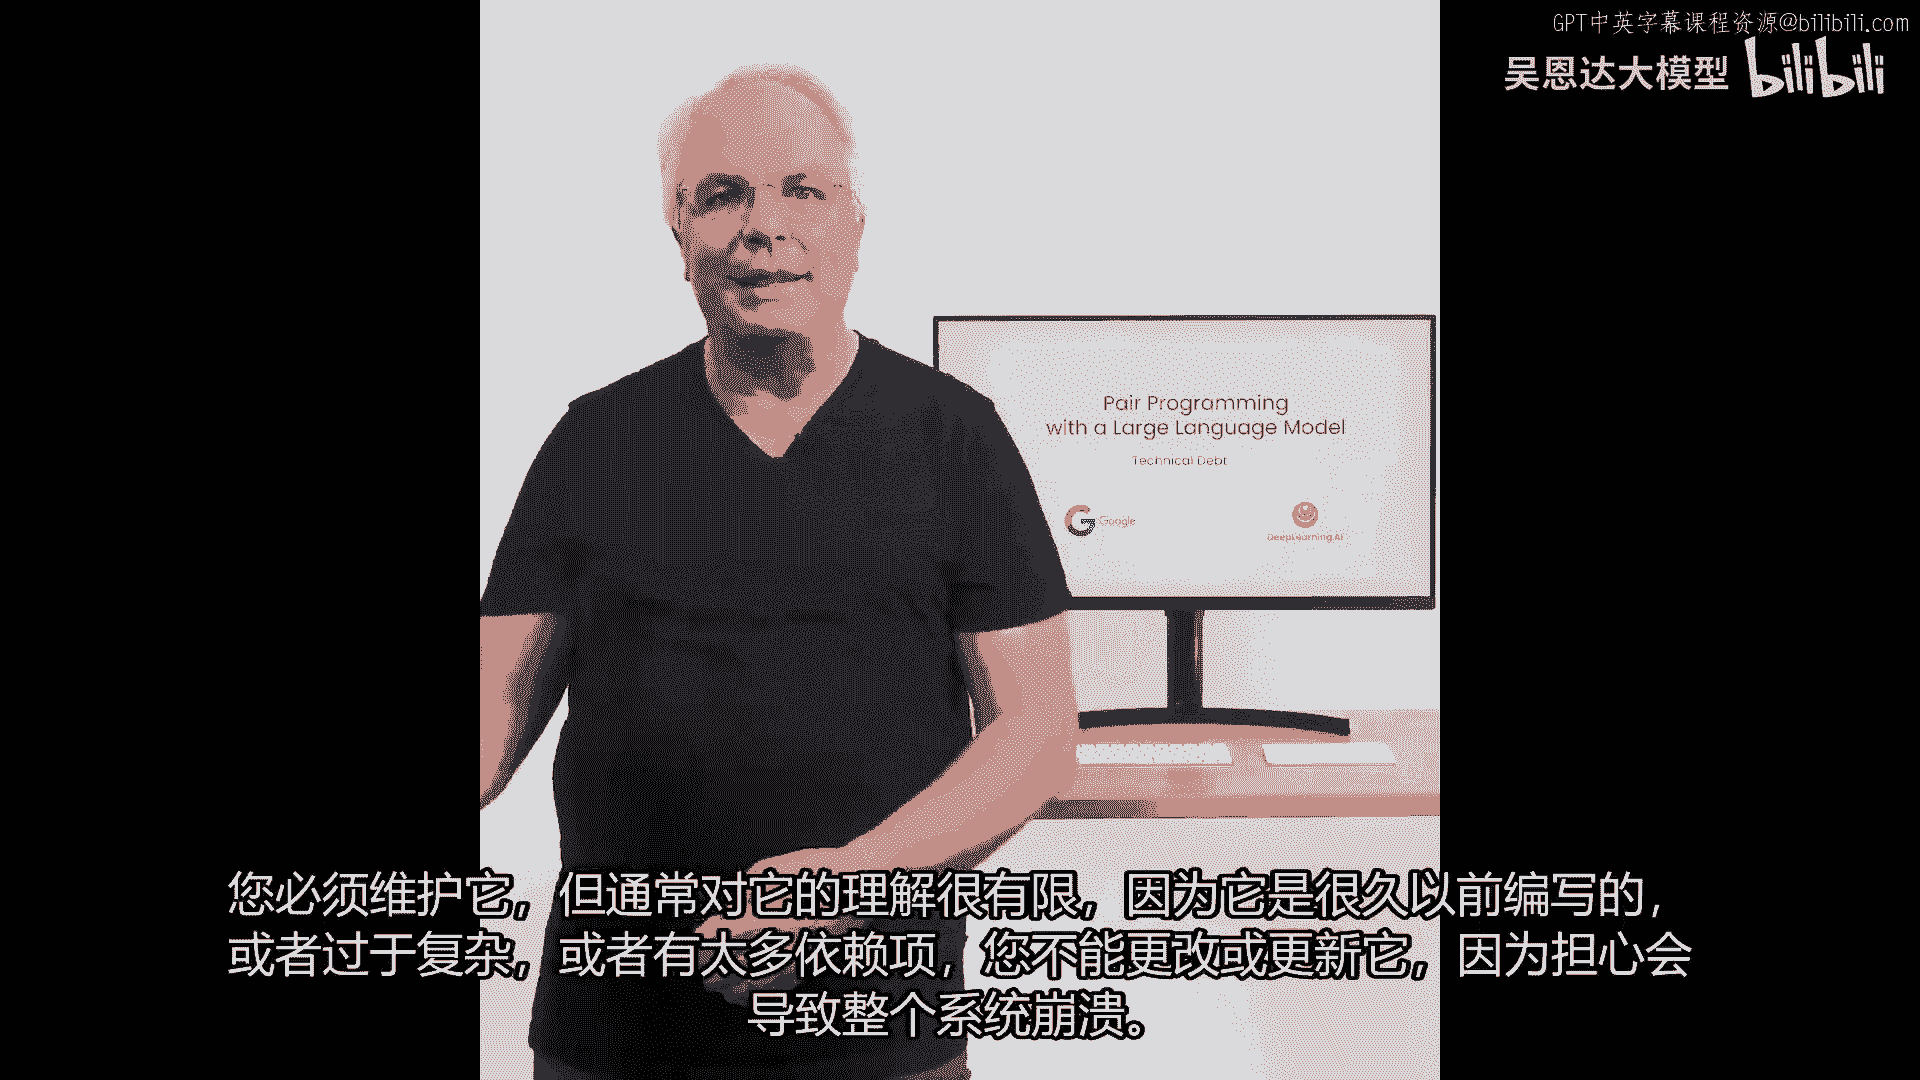 GPT中英字幕课程资源@bilibili.com
吴恩达大模型 bilibili
Pair Programming
with a Large Language Model
Technical Debt
Google
DeepLearning.AI
您必须维护它，但通常对它的理解很有限，因为它是很久以前编写的，
或者过于复杂，或者有太多依赖项，您不能更改或更新它，因为担心会
导致整个系统崩溃。